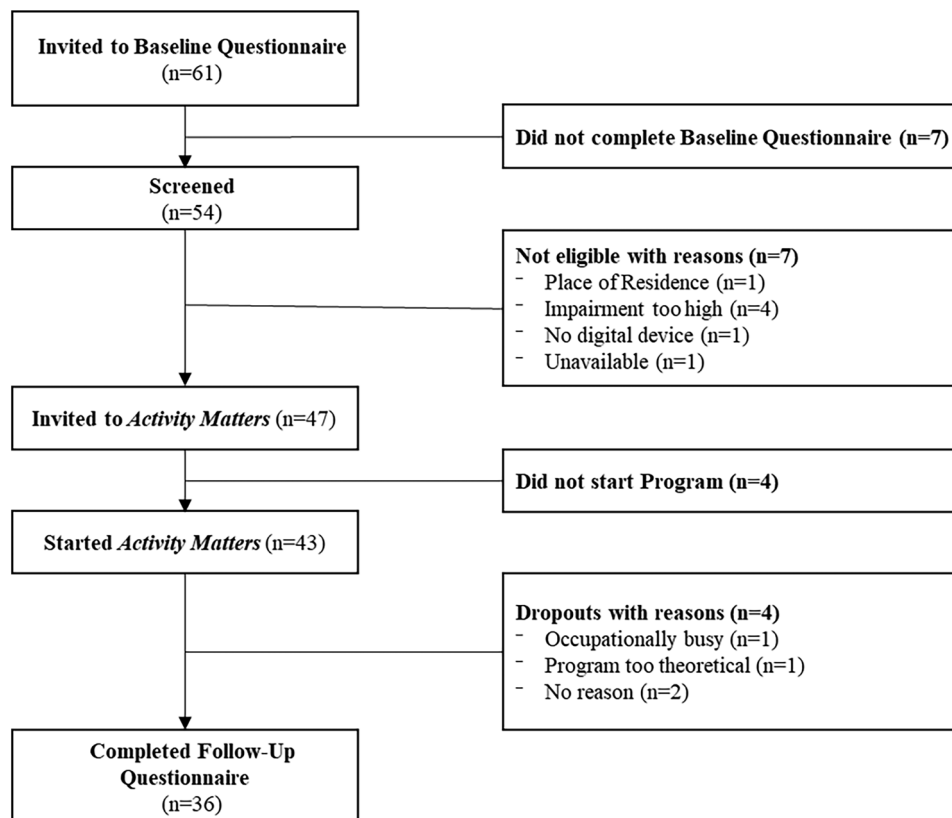 Invited to Baseline Questionnaire
(n=61)
Did not complete Baseline Questionnaire (n=7)
Screened
(n=54)
Not eligible with reasons (n=7)
- Place of Residence (n=1)
- Impairment too high (n=4)
- No digital device (n=1)
- Unavailable (n=1)
Invited to Activity Matters (n=47)
Did not start Program (n=4)
Started Activity Matters (n=43)
Dropouts with reasons (n=4)
- Occupationally busy (n=1)
- Program too theoretical (n=1)
- No reason (n=2)
Completed Follow-Up
Questionnaire
(n=36)